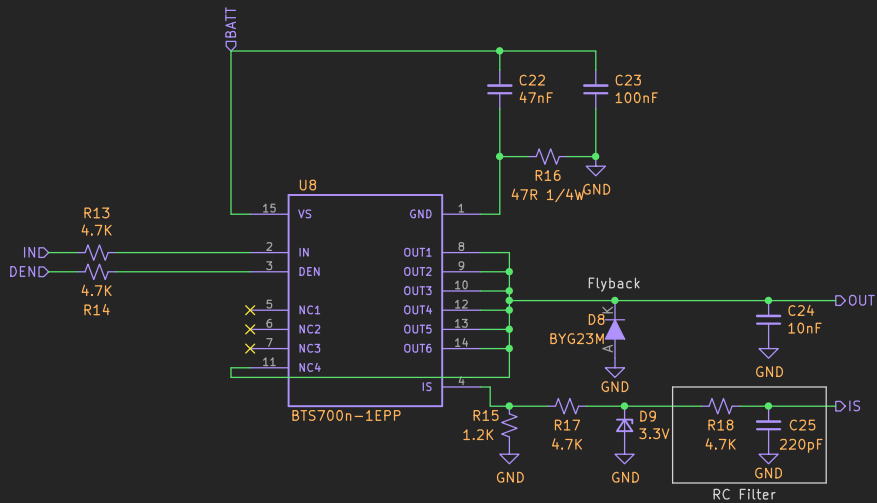 BATT
C22
47nF
C23
100nF
R16
47R 1/4W
GND
U8
15
VS
GND
1
R13
4.7K
IN
2
IN
OUT1
8
DEN
3
DEN
OUT2
9
4.7K
R14
OUT3
10
5
NC1
OUT4
12
6
NC2
OUT5
13
7
NC3
OUT6
14
11
NC4
IS
4
BTS700n-1EPP
Flyback
K
D8
BYG23M
A
GND
OUT
C24
10nF
GND
R15
1.2K
GND
R17
4.7K
D9
3.3V
GND
R18
4.7K
C25
220pF
GND
IS
RC Filter